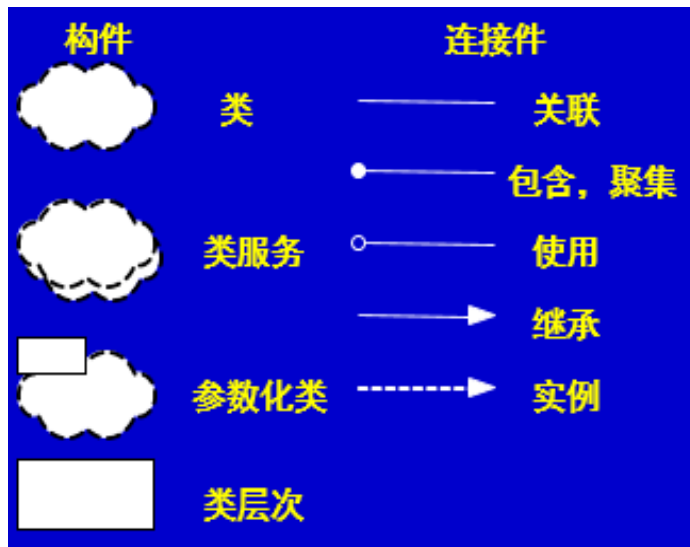 构件 连接件
类 关联
包含，聚集
类服务 使用
继承
参数化类 实例
类层次